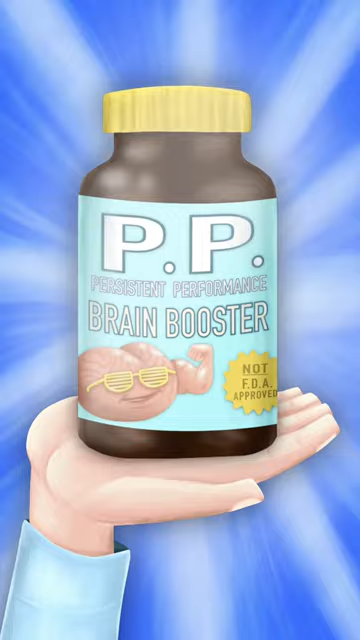 P.P.
PERSISTENT PERFORMANCE
BRAIN BOOSTER
NOT
F.D.A.
APPROVED